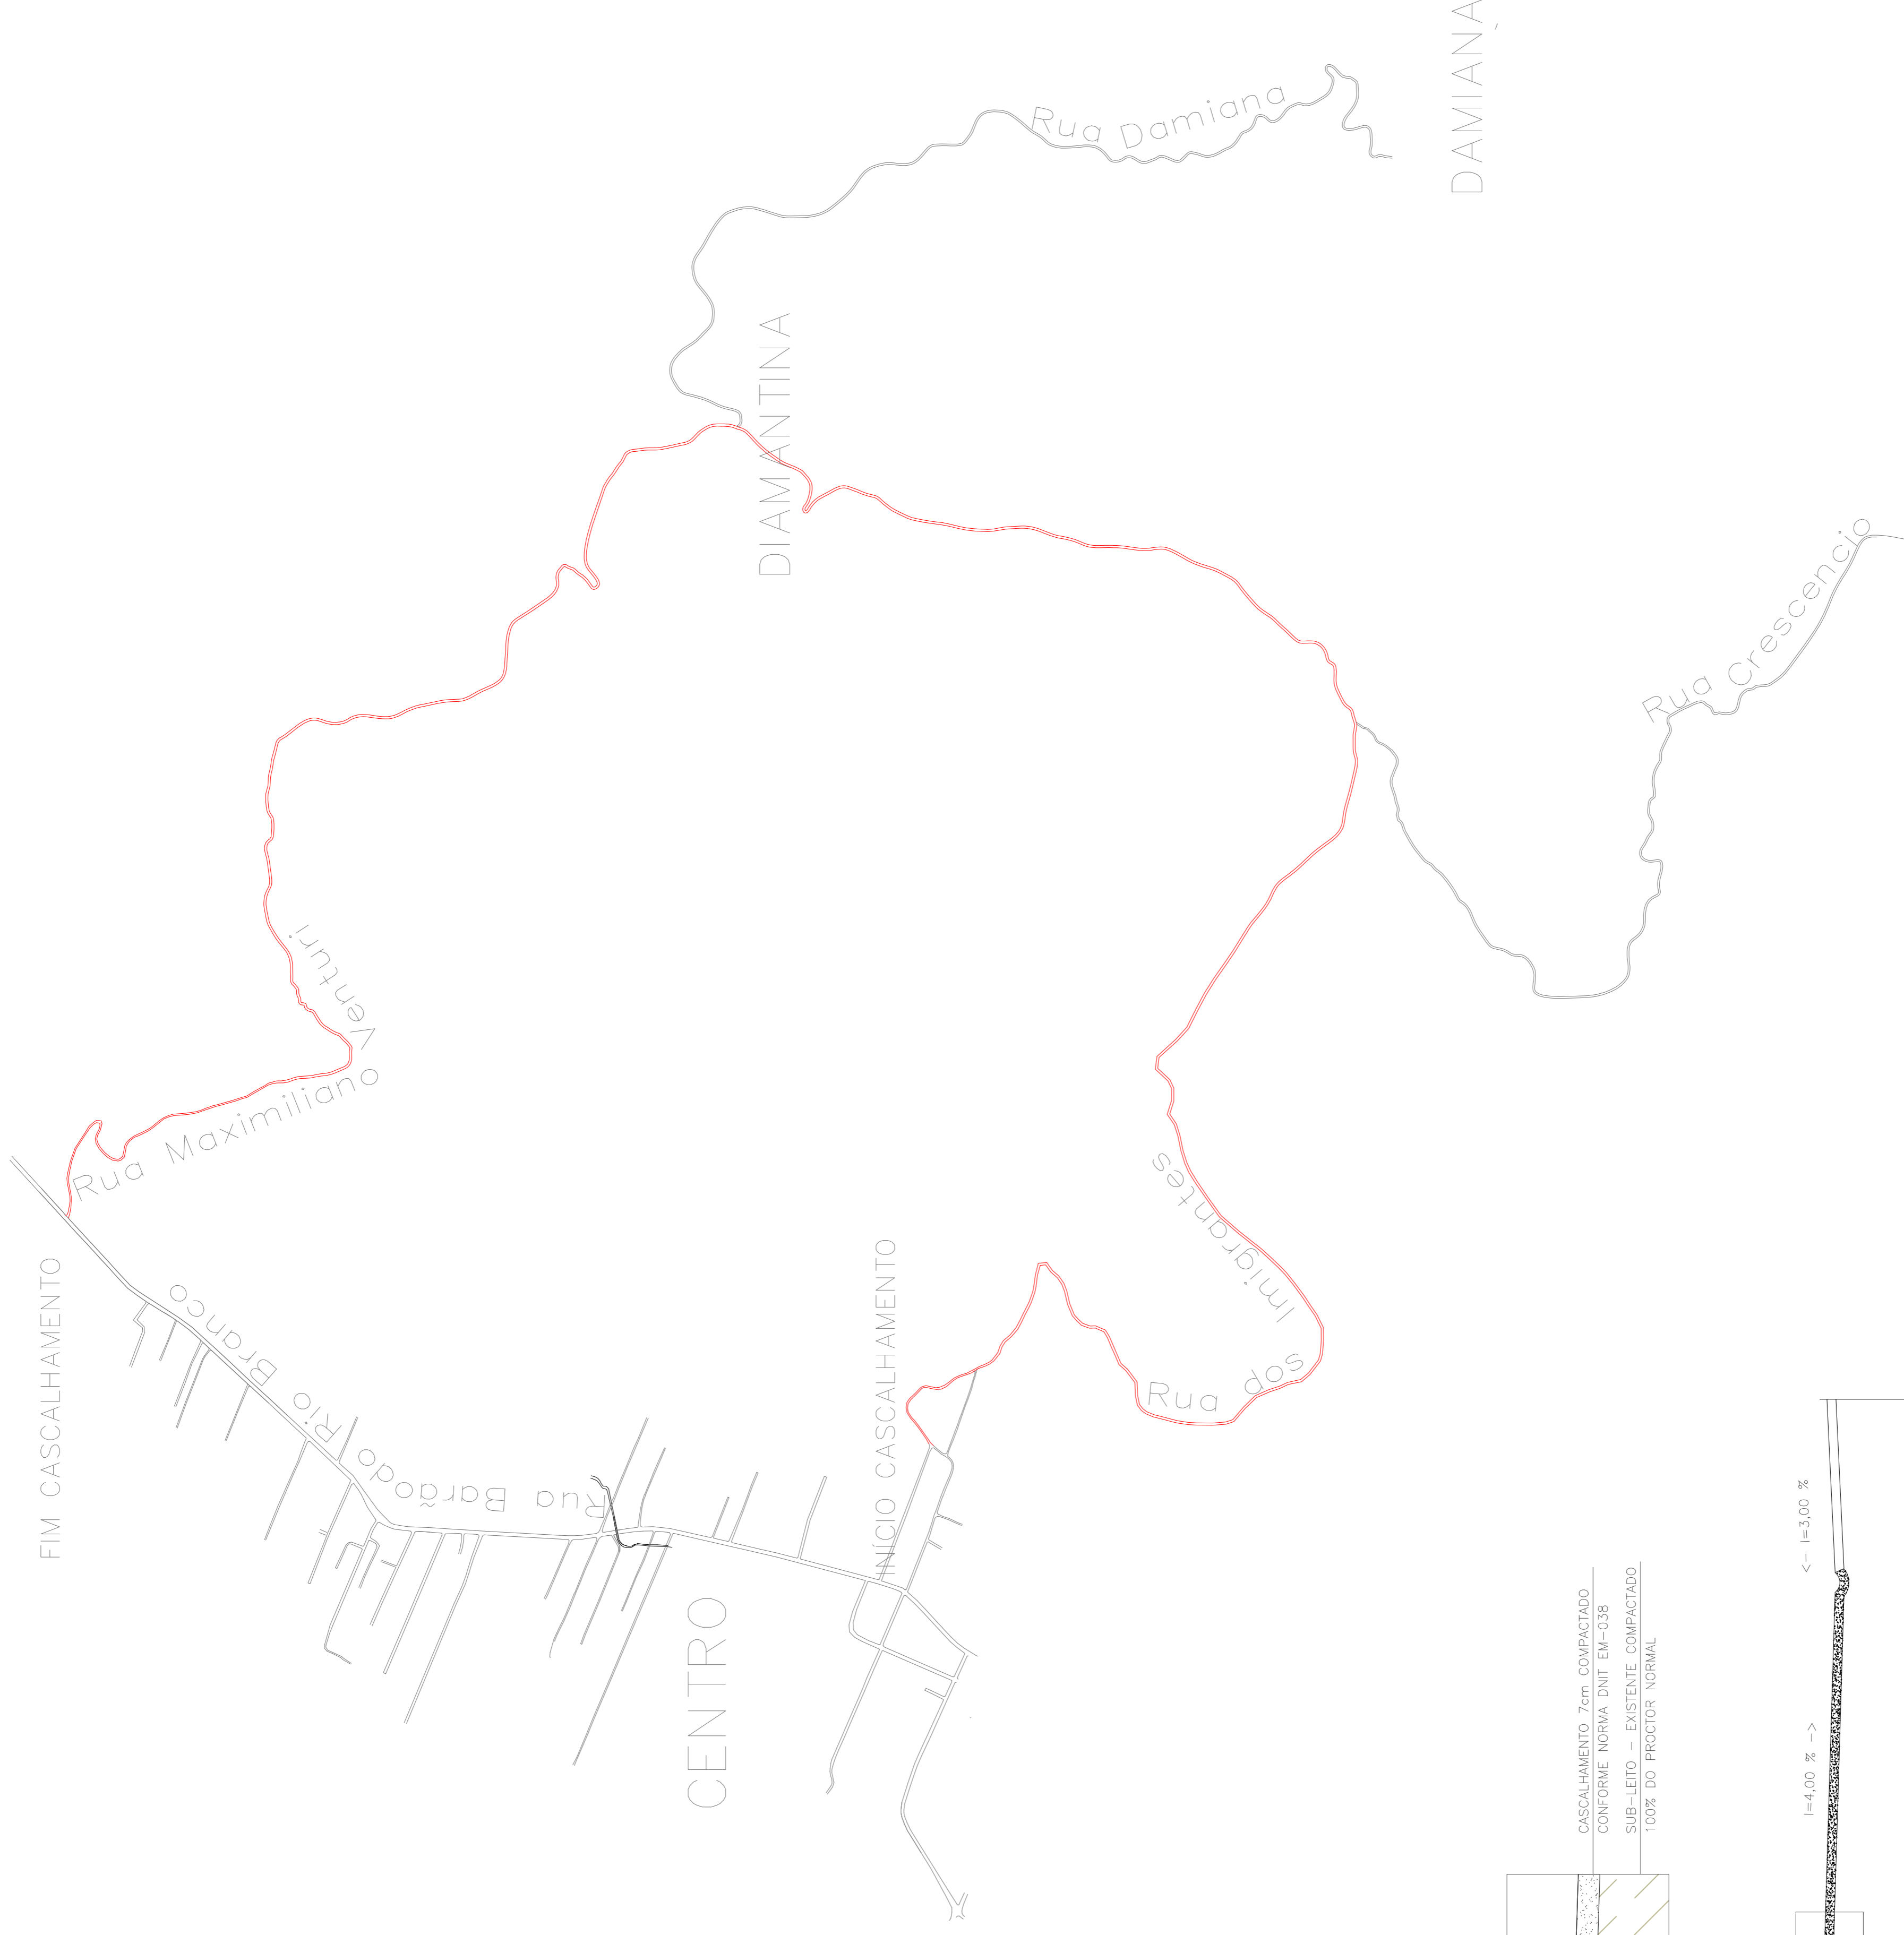 DAMIANA
Rua Damiana
DIAMANTINA
Rua Crescencio
Rua Maximiliano Venturi
Rua dos Imigrantes
FIM CASCALHAMENTO
INÍCIO CASCALHAMENTO
Rua Barão do Rio Branco
CENTRO
CASCALHAMENTO 7cm COMPACTADO
CONFORME NORMA DNIT EM-038
SUB-LEITO - EXISTENTE COMPACTADO
100% DO PROCTOR NORMAL
<- I=3,00 %
I=4,00 % ->